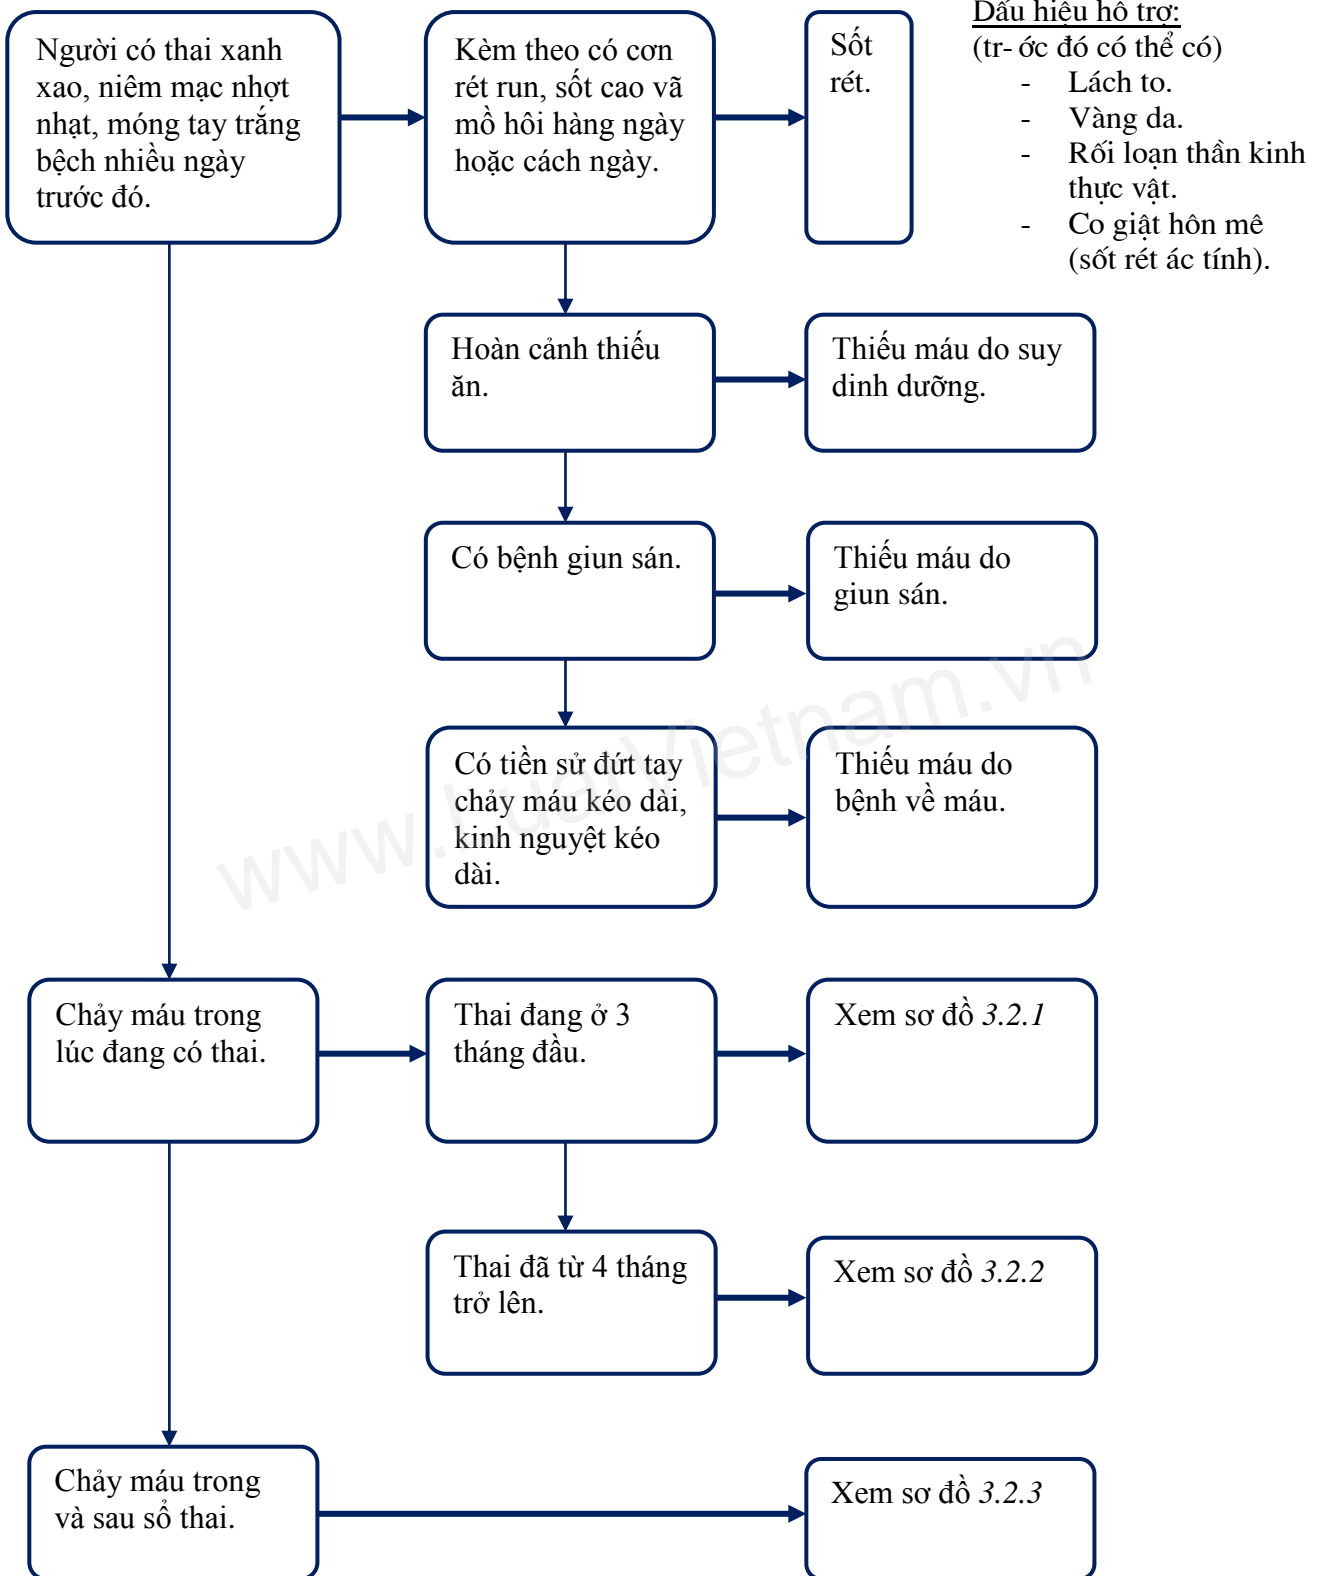 Người có thai xanh
xao, niêm mạc nhợt
nhạt, móng tay trắng
bệch nhiều ngày
trước đó.
Kèm theo có cơn
rét run, sốt cao vã
mồ hôi hàng ngày
hoặc cách ngày.
Sốt
rét.
Dấu hiệu hỗ trợ:
(tr- ớc đó có thể có)
- Lách to.
- Vàng da.
- Rối loạn thần kinh
thực vật.
- Co giật hôn mê
(sốt rét ác tính).
Hoàn cảnh thiếu
ăn.
Thiếu máu do suy
dinh dưỡng.
Có bệnh giun sán.
Thiếu máu do
giun sán.
Có tiền sử đứt tay
chảy máu kéo dài,
kinh nguyệt kéo
dài.
Thiếu máu do
bệnh về máu.
www.LuatVietnam.vn
Chảy máu trong
lúc đang có thai.
Thai đang ở 3
tháng đầu.
Xem sơ đồ 3.2.1
Thai đã từ 4 tháng
trở lên.
Xem sơ đồ 3.2.2
Chảy máu trong
và sau sổ thai.
Xem sơ đồ 3.2.3